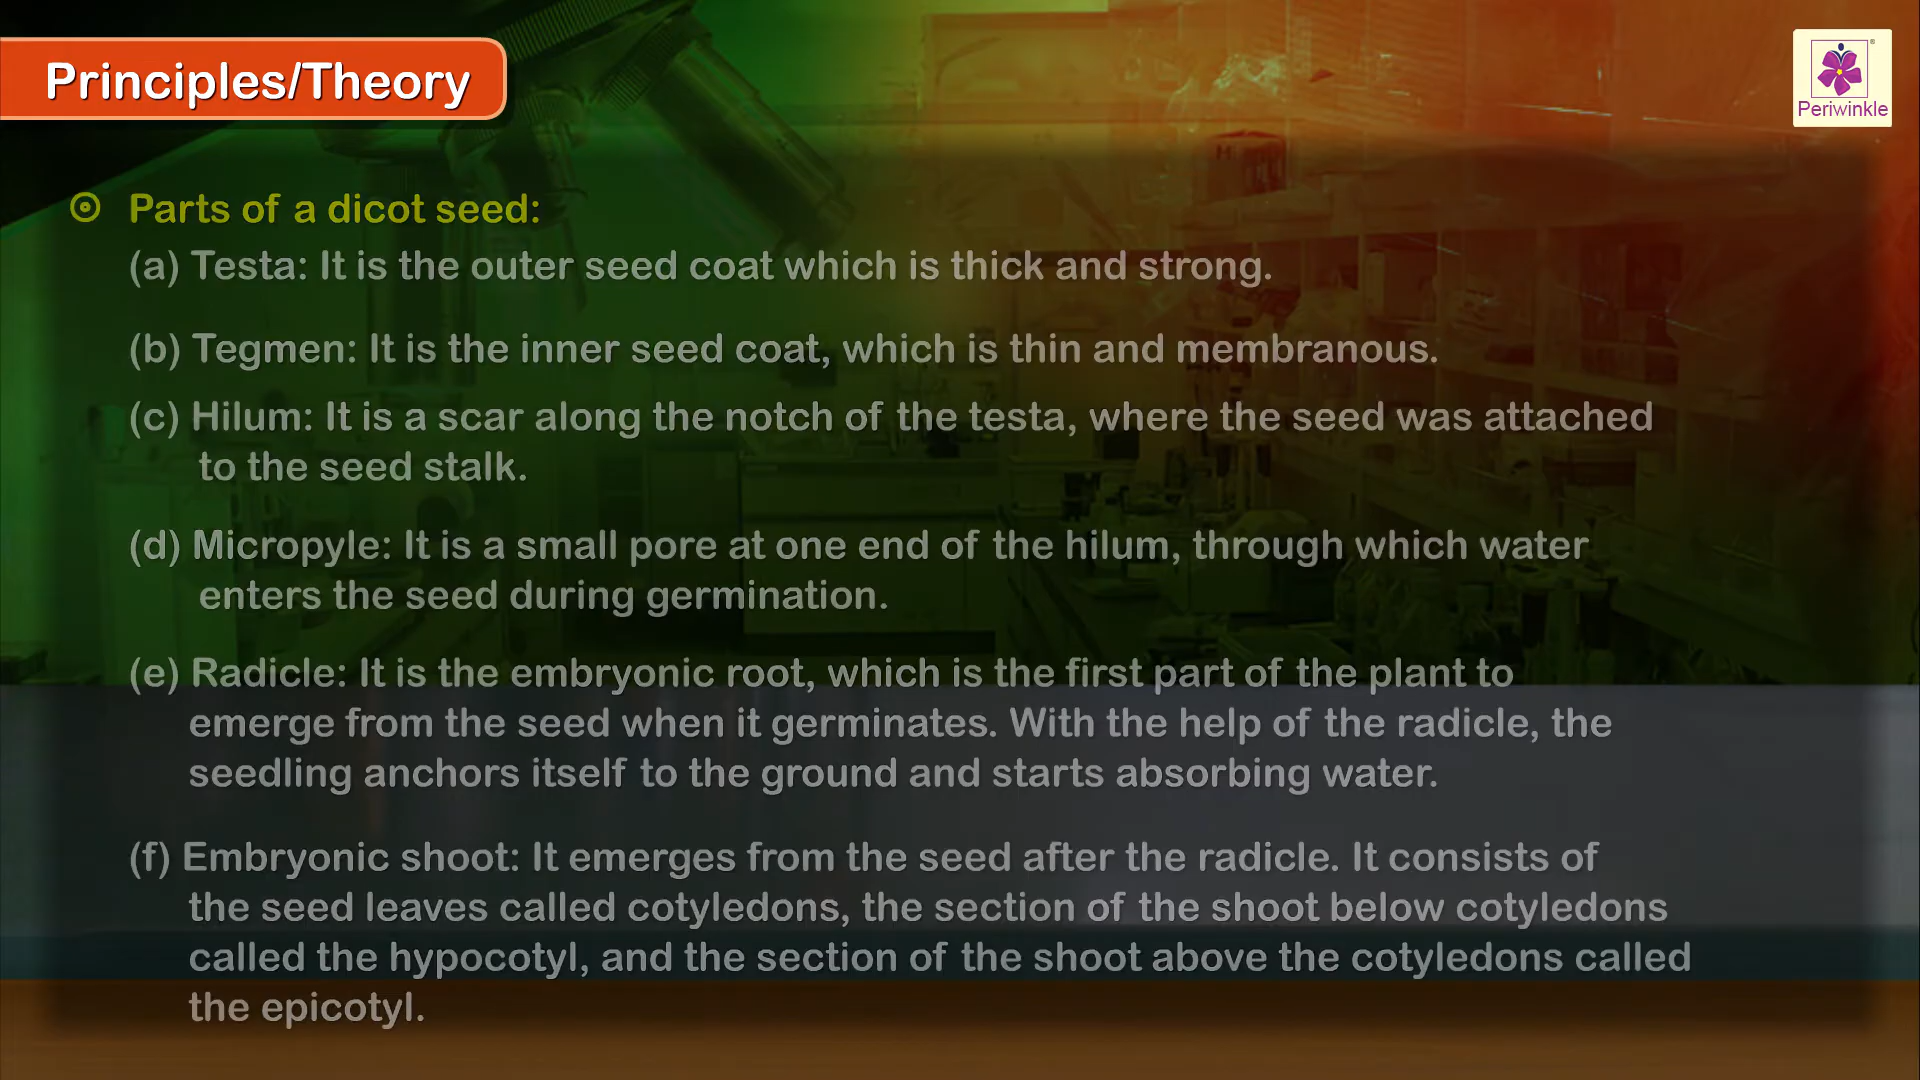 Principles/Theory
Periwinkle
Parts of a dicot seed:
(a) Testa: It is the outer seed coat which is thick and strong.
(b) Tegmen: It is the inner seed coat, which is thin and membranous.
(c) Hilum: It is a scar along the notch of the testa, where the seed was attached
to the seed stalk.
(d) Micropyle: It is a small pore at one end of the hilum, through which water
enters the seed during germination.
(e) Radicle: It is the embryonic root, which is the first part of the plant to
emerge from the seed when it germinates. With the help of the radicle, the
seedling anchors itself to the ground and starts absorbing water.
(f) Embryonic shoot: It emerges from the seed after the radicle. It consists of
the seed leaves called cotyledons, the section of the shoot below cotyledons
called the hypocotyl, and the section of the shoot above the cotyledons called
the epicotyl.